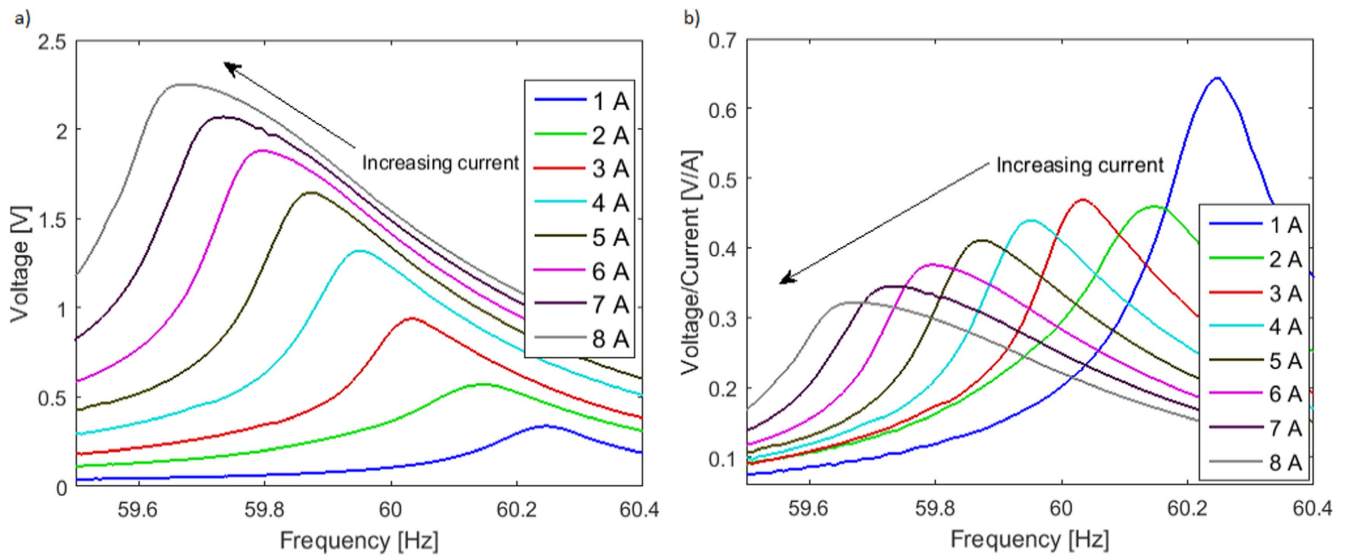 a)
2.5
2
1.5
1
0.5
0
Voltage [V]
59.6
59.8
60
60.2
60.4
Frequency [Hz]
Increasing current
1 A
2 A
3 A
4 A
5 A
6 A
7 A
8 A
b)
0.7
0.6
0.5
0.4
0.3
0.2
0.1
Voltage/Current [V/A]
59.6
59.8
60
60.2
60.4
Frequency [Hz]
Increasing current
1 A
2 A
3 A
4 A
5 A
6 A
7 A
8 A